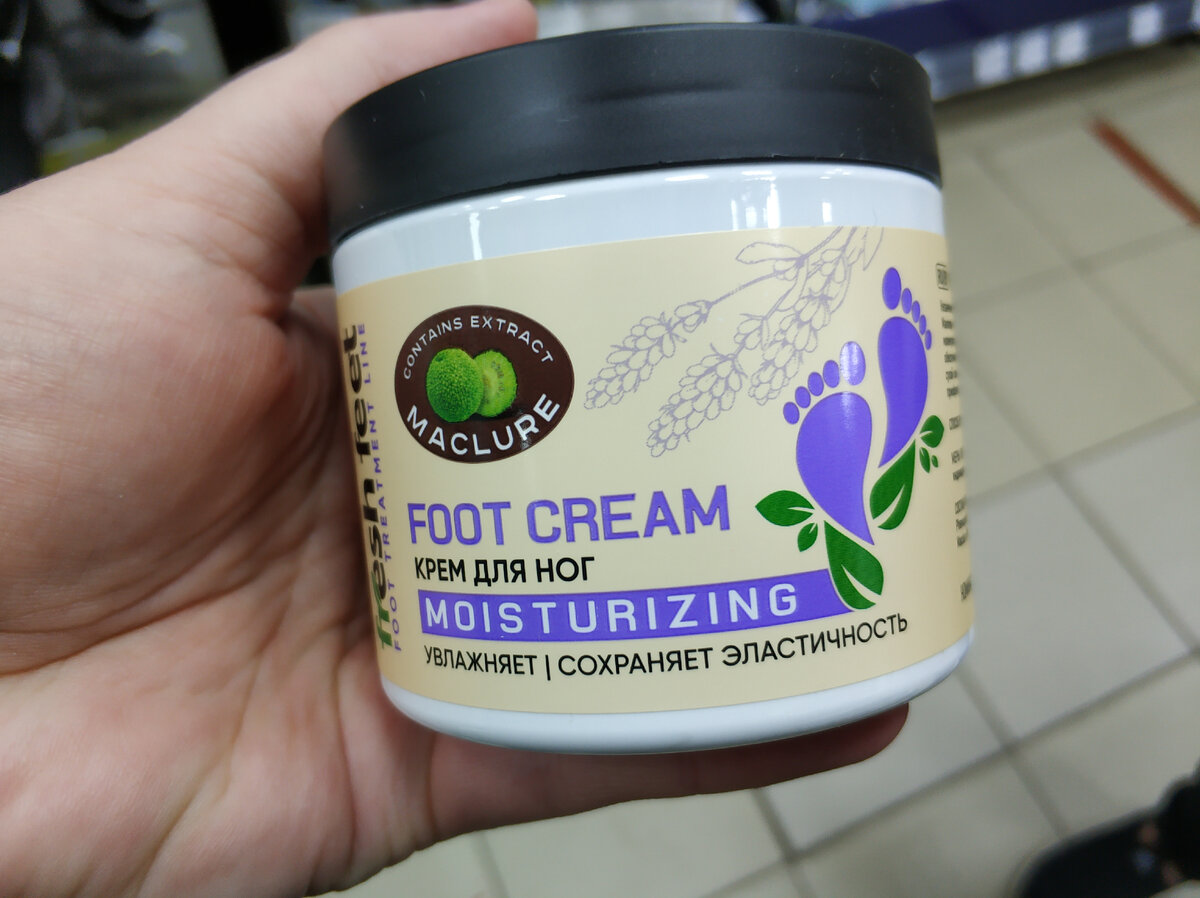 fresh feet
FOOT TREATMENT LINE
CONTAINS EXTRACT
MACLURE
FOOT CREAM
КРЕМ ДЛЯ НОГ
MOISTURIZING
УВЛАЖНЯЕТ | СОХРАНЯЕТ ЭЛАСТИЧНОСТЬ